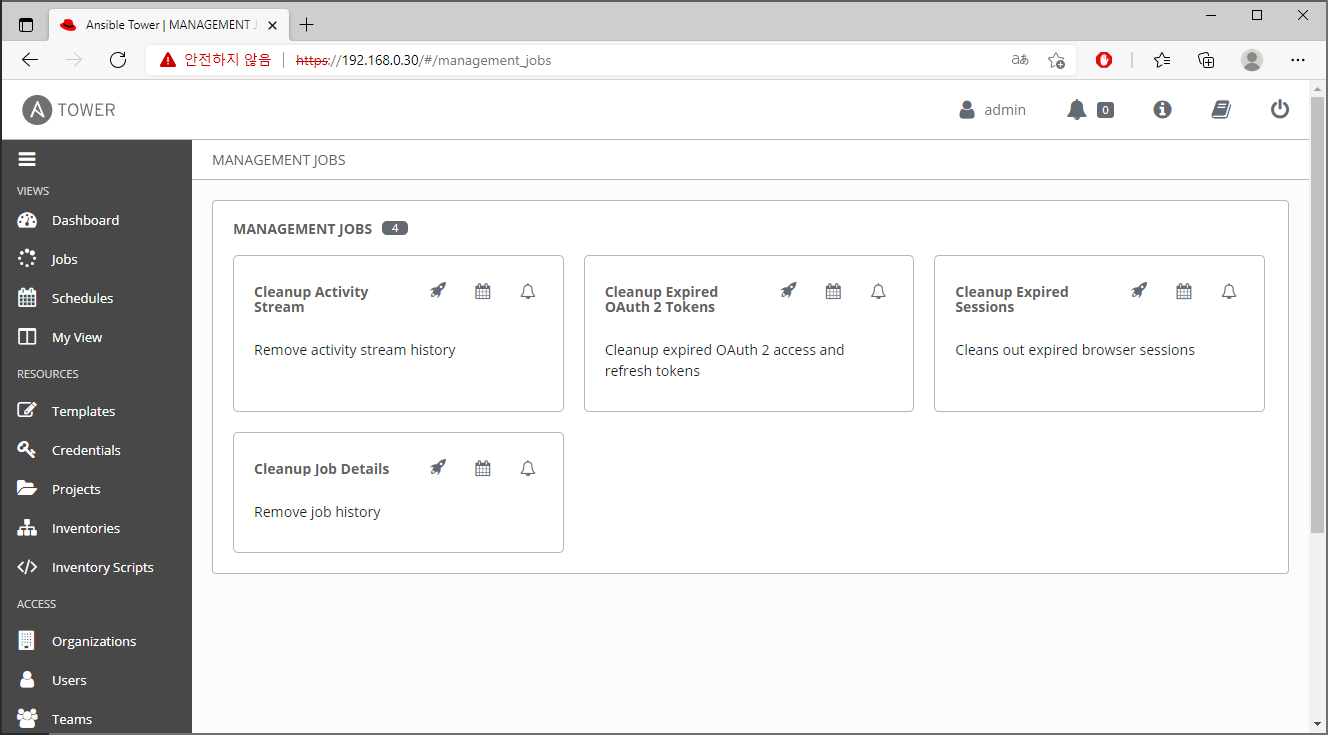 Ansible Tower | MANAGEMENT J
안전하지 않음
https://192.168.0.30/#/management_jobs
aあ
TOWER
admin
0
MANAGEMENT JOBS
VIEWS
Dashboard
Jobs
Schedules
My View
RESOURCES
Templates
Credentials
Projects
Inventories
Inventory Scripts
ACCESS
Organizations
Users
Teams
MANAGEMENT JOBS 4
Cleanup Activity
Stream
Remove activity stream history
Cleanup Expired
OAuth 2 Tokens
Cleanup expired OAuth 2 access and
refresh tokens
Cleanup Expired
Sessions
Cleans out expired browser sessions
Cleanup Job Details
Remove job history